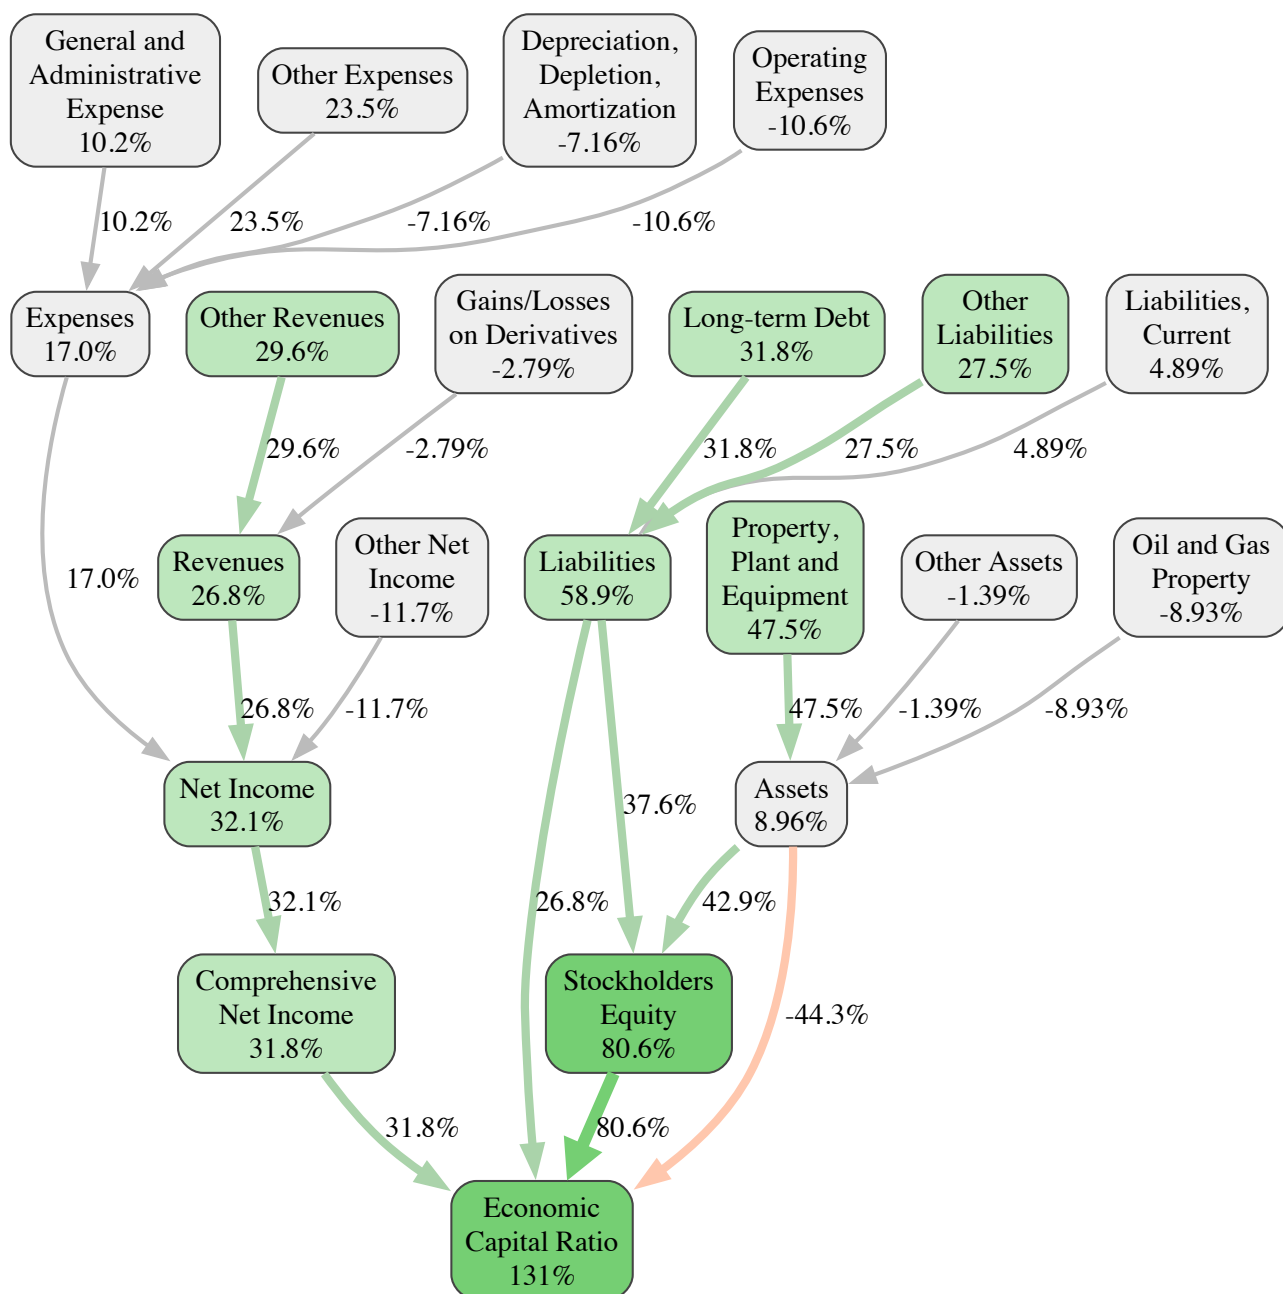 General and
Administrative
Expense
10.2%
Other Expenses
23.5%
Depreciation,
Depletion,
Amortization
-7.16%
Operating
Expenses
-10.6%
10.2%
23.5%
-7.16%
-10.6%
Expenses
17.0%
Other Revenues
29.6%
Gains/Losses
on Derivatives
-2.79%
Long-term Debt
31.8%
Other
Liabilities
27.5%
Liabilities,
Current
4.89%
29.6%
-2.79%
31.8%
27.5%
4.89%
17.0%
Revenues
26.8%
Other Net
Income
-11.7%
Liabilities
58.9%
Property,
Plant and
Equipment
47.5%
Other Assets
-1.39%
Oil and Gas
Property
-8.93%
26.8%
-11.7%
47.5%
-1.39%
-8.93%
Net Income
32.1%
37.6%
Assets
8.96%
32.1%
26.8%
42.9%
Comprehensive
Net Income
31.8%
Stockholders
Equity
80.6%
-44.3%
31.8%
80.6%
Economic
Capital Ratio
131%